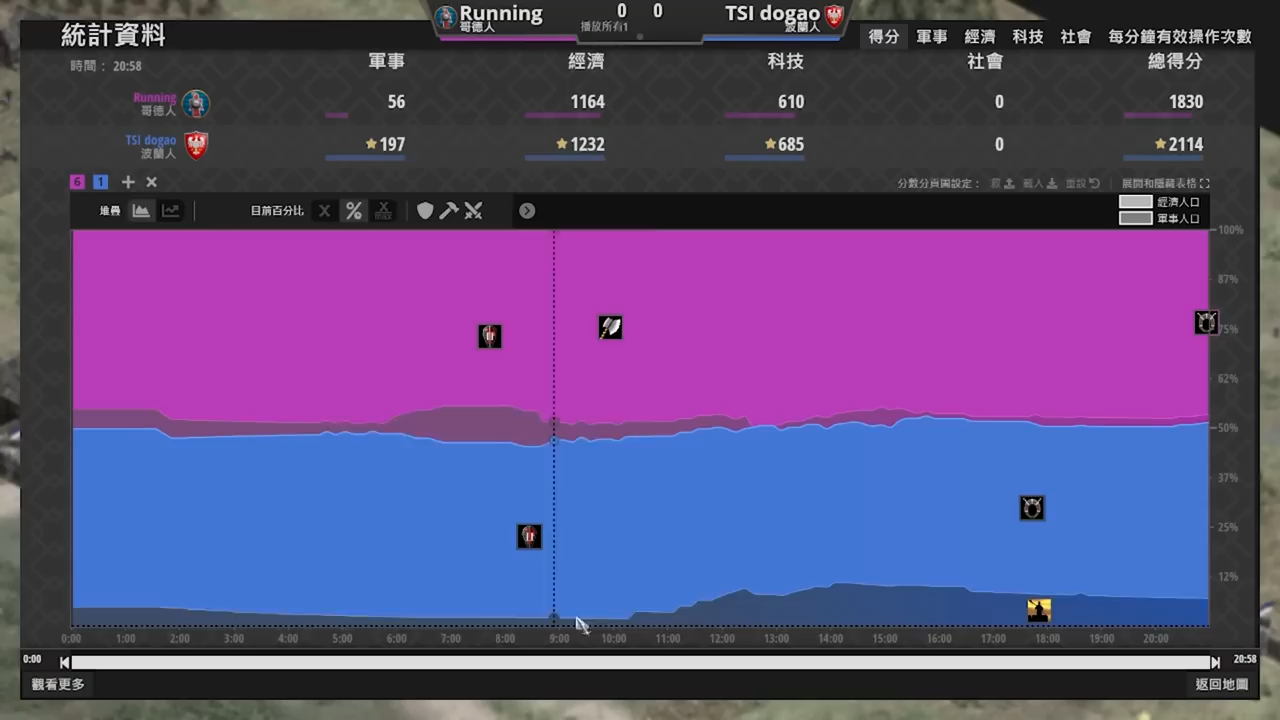 Running
哥德人
0 0
播放所有1
TSI dogao
波蘭人
統計資料
得分 軍事 經濟 科技 社會 每分鐘有效操作次數
時間： 20:58
軍事 經濟 科技 社會 總得分
Running
哥德人
56 1164 610 0 1830
TSI dogao
波蘭人
197 1232 685 0 2114
6 1
分數分頁圖設定： 載入 重設 展開和隱藏表格
堆疊 目前百分比 X % X MAX
經濟人口
軍事人口
100%
87%
75%
62%
50%
37%
25%
12%
0:00 1:00 2:00 3:00 4:00 5:00 6:00 7:00 8:00 9:00 10:00 11:00 12:00 13:00 14:00 15:00 16:00 17:00 18:00 19:00 20:00
0:00 20:58
觀看更多 返回地圖